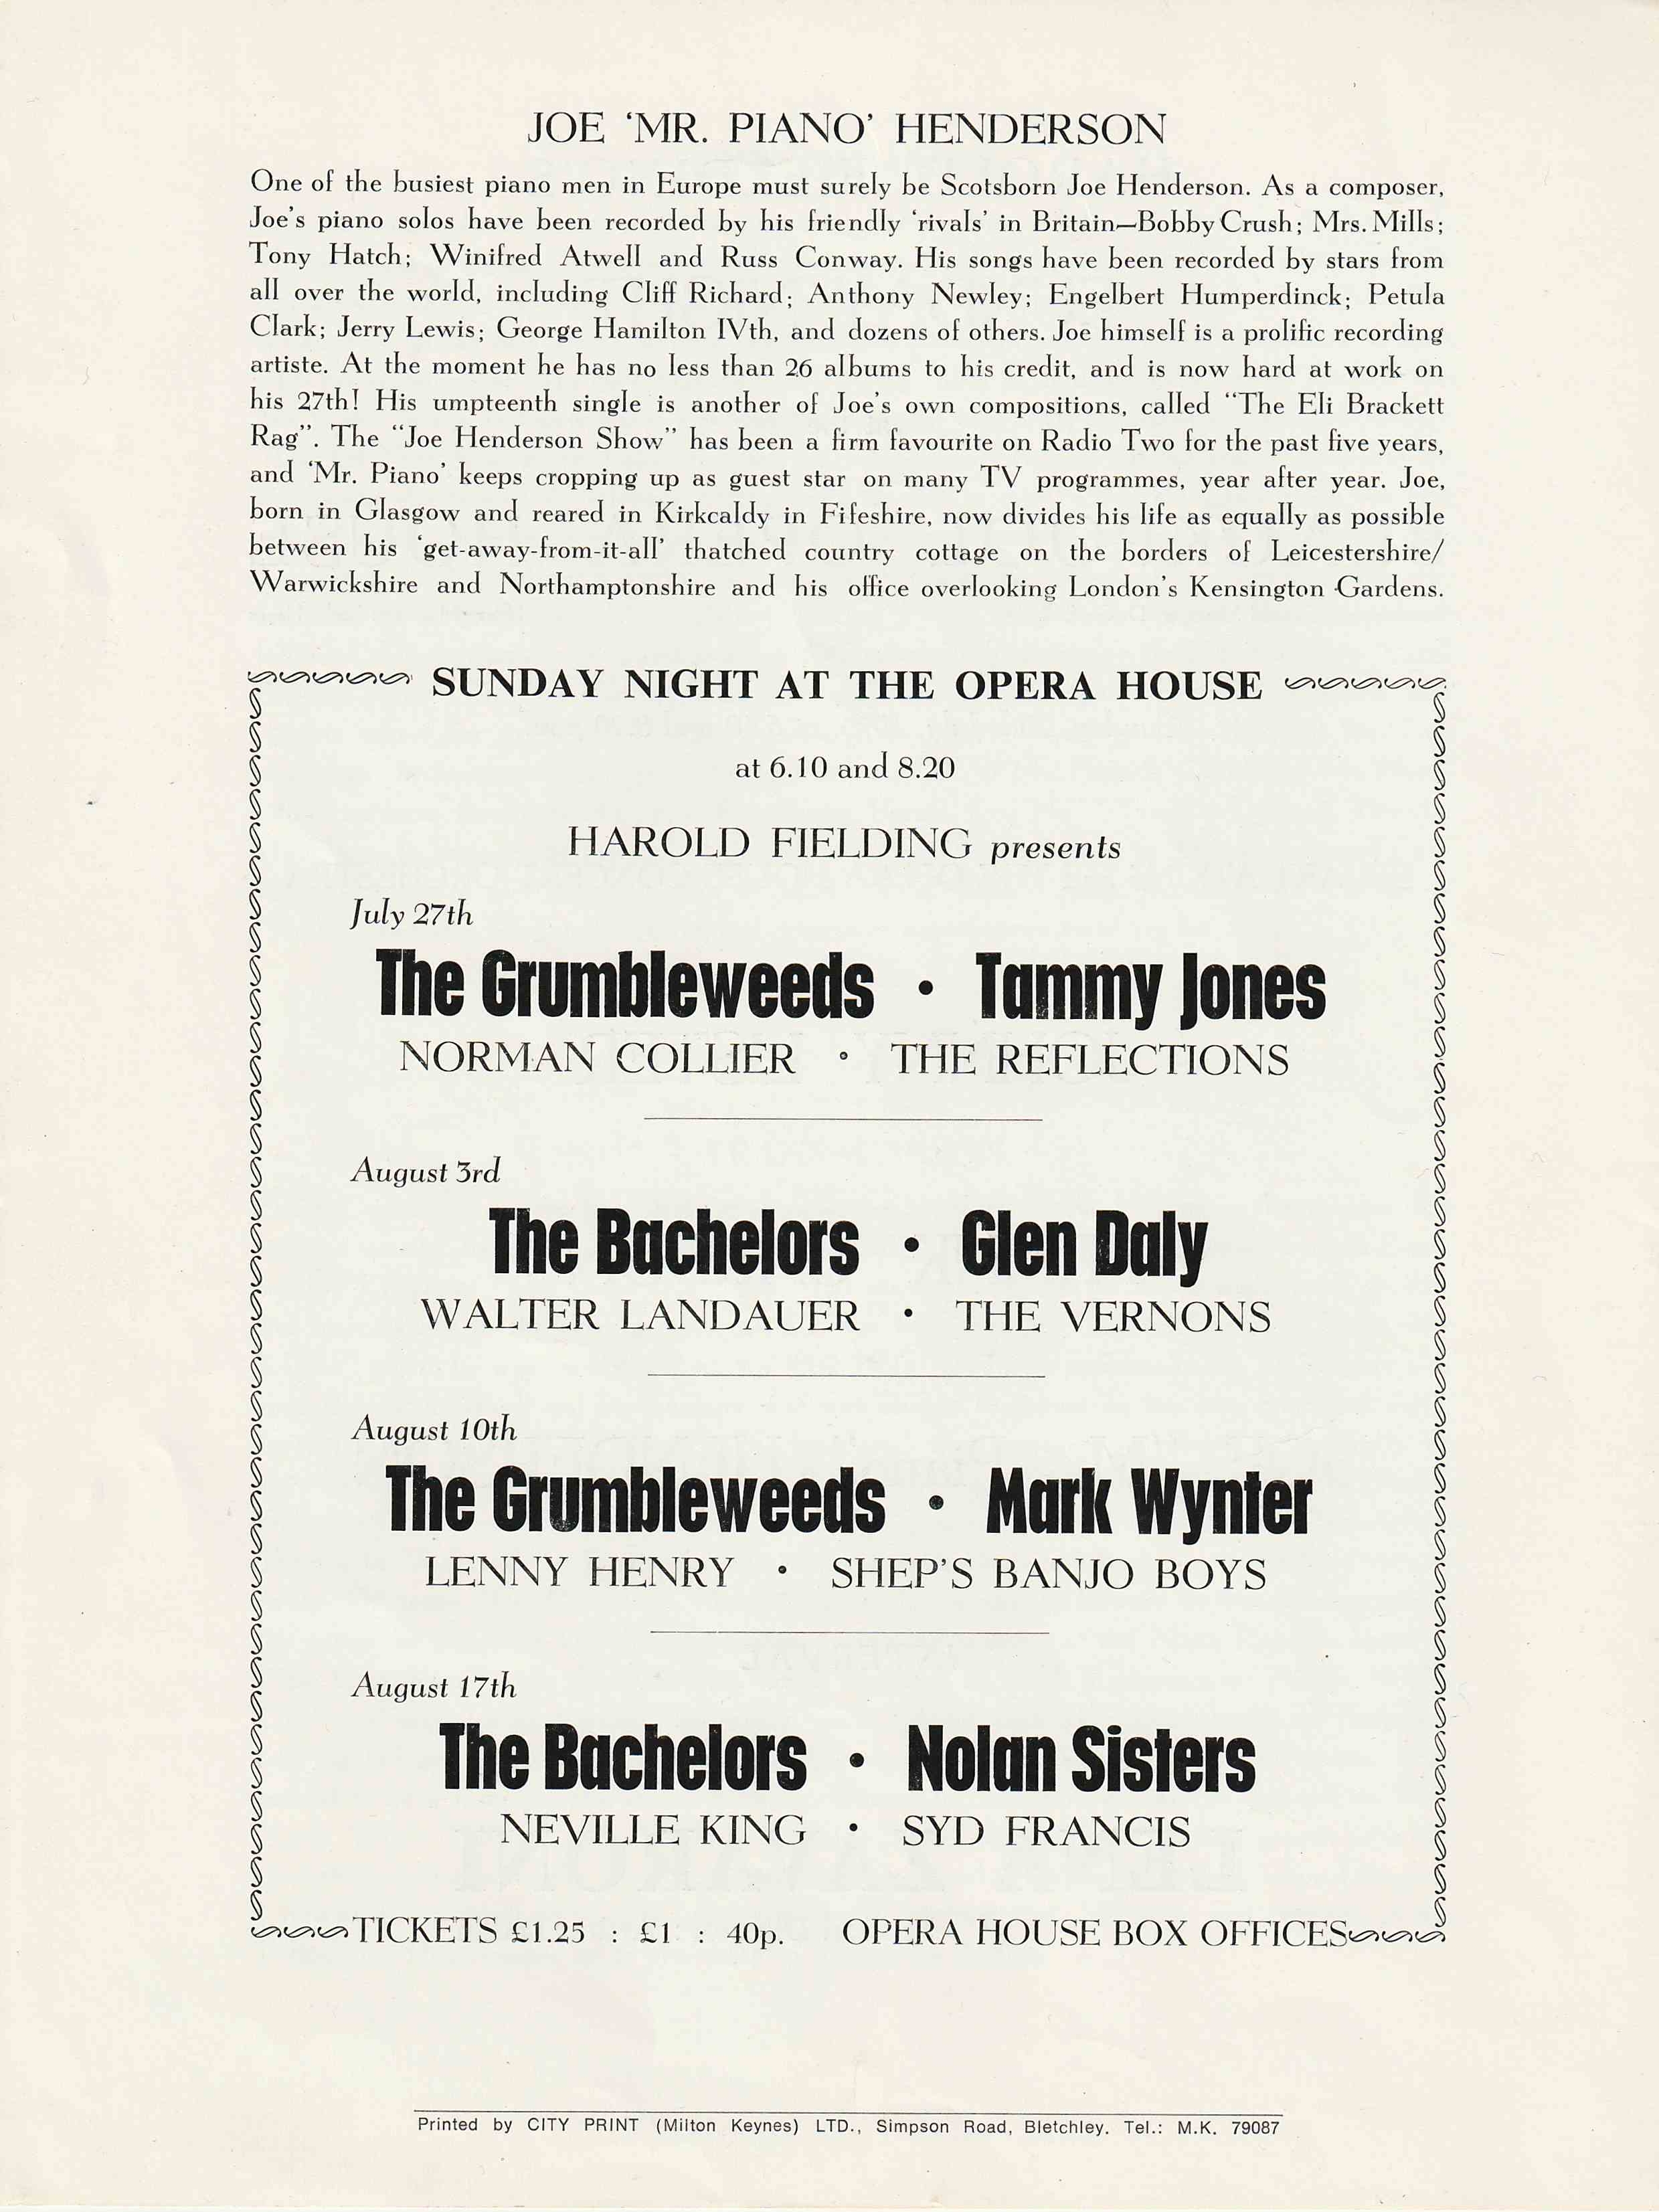 JOE ‘MR. PIANO’ HENDERSON
One of the busiest piano men in Europe must surely be Scotsborn Joe Henderson. As a composer,
Joe’s piano solos have been recorded by his friendly ‘rivals’ in Britain—Bobby Crush; Mrs. Mills;
Tony Hatch; Winifred Atwell and Russ Conway. His songs have been recorded by stars from
all over the world, including Cliff Richard; Anthony Newley; Engelbert Humperdinck; Petula
Clark; Jerry Lewis; George Hamilton IVth, and dozens of others. Joe himself is a prolific recording
artiste. At the moment he has no less than 26 albums to his credit, and is now hard at work on
his 27th! His umpteenth single is another of Joe’s own compositions, called “The Eli Brackett
Rag”. The “Joe Henderson Show” has been a firm favourite on Radio Two for the past five years,
and ‘Mr. Piano’ keeps cropping up as guest star on many TV programmes, year after year. Joe,
born in Glasgow and reared in Kirkcaldy in Fifeshire, now divides his life as equally as possible
between his ‘get-away-from-it-all’ thatched country cottage on the borders of Leicestershire/
Warwickshire and Northamptonshire and his office overlooking London’s Kensington Gardens.
SUNDAY NIGHT AT THE OPERA HOUSE
at 6.10 and 8.20
HAROLD FIELDING presents
July 27th
The Grumbleweeds • Tammy Jones
NORMAN COLLIER • THE REFLECTIONS
August 3rd
The Bachelors • Glen Daly
WALTER LANDAUER • THE VERNONS
August 10th
The Grumbleweeds • Mark Wynter
LENNY HENRY • SHEP’S BANJO BOYS
August 17th
The Bachelors • Nolan Sisters
NEVILLE KING • SYD FRANCIS
TICKETS £1.25 : £1 : 40p. OPERA HOUSE BOX OFFICES
Printed by CITY PRINT (Milton Keynes) LTD., Simpson Road, Bletchley. Tel.: M.K. 79087